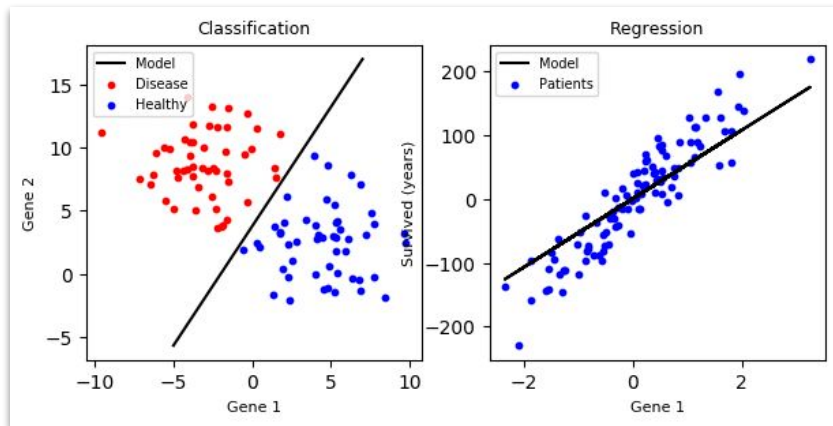 Classification
Model
Disease
Healthy
15
10
5
0
−5
Gene 2
−10
−5
0
5
10
Gene 1
Regression
Model
Patients
200
100
0
−100
−200
Survived (years)
−2
0
2
Gene 1